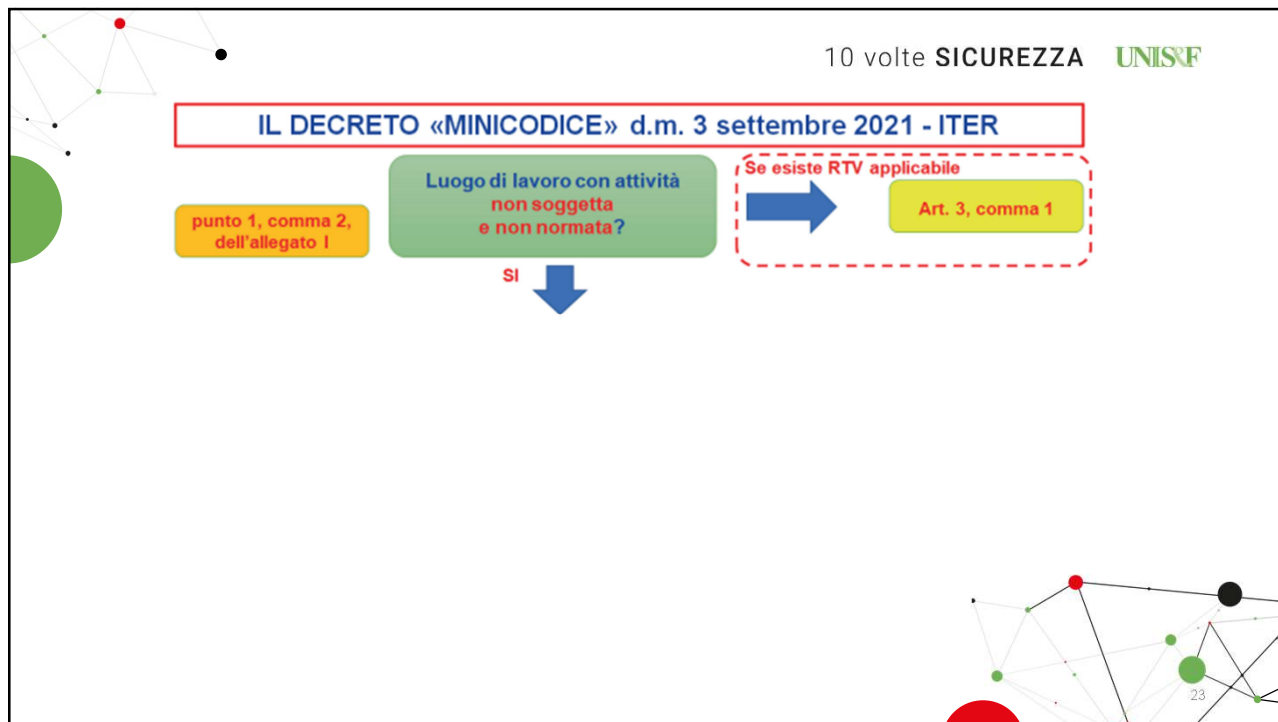 10 volte SICUREZZA UNIS&F
IL DECRETO «MINICODICE» d.m. 3 settembre 2021 - ITER
punto 1, comma 2,
dell'allegato I
Luogo di lavoro con attività
non soggetta
e non normata?
Se esiste RTV applicabile
Art. 3, comma 1
SI
23